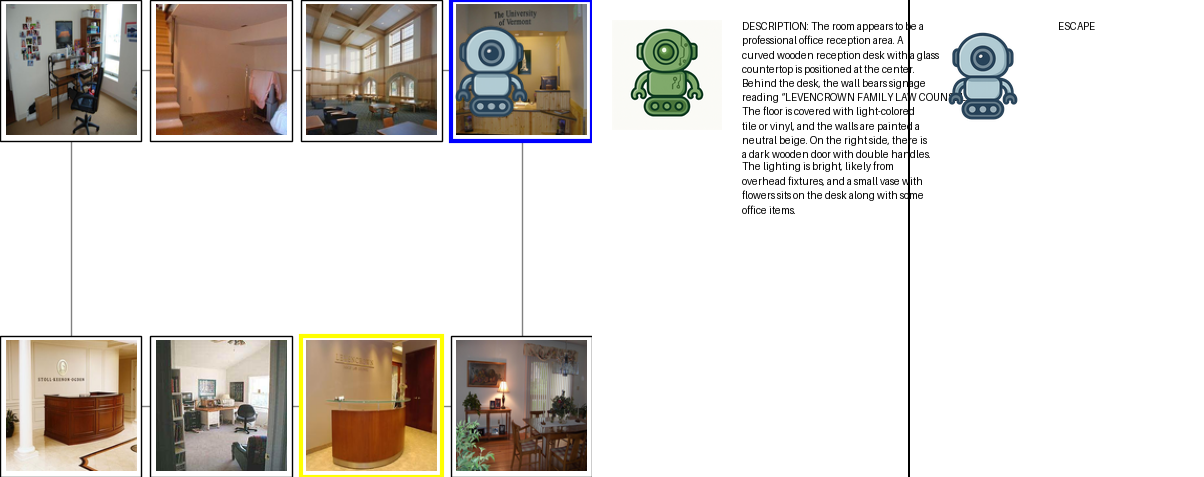 The University
of Vermont
DESCRIPTION: The room appears to be a
professional office reception area. A
curved wooden reception desk with a glass
countertop is positioned at the center.
Behind the desk, the wall bears signage
reading "LEVENCROWN FAMILY LAW COUN
The floor is covered with light-colored
tile or vinyl, and the walls are painted a
neutral beige. On the right side, there is
a dark wooden door with double handles.
The lighting is bright, likely from
overhead fixtures, and a small vase with
flowers sits on the desk along with some
office items.
ESCAPE